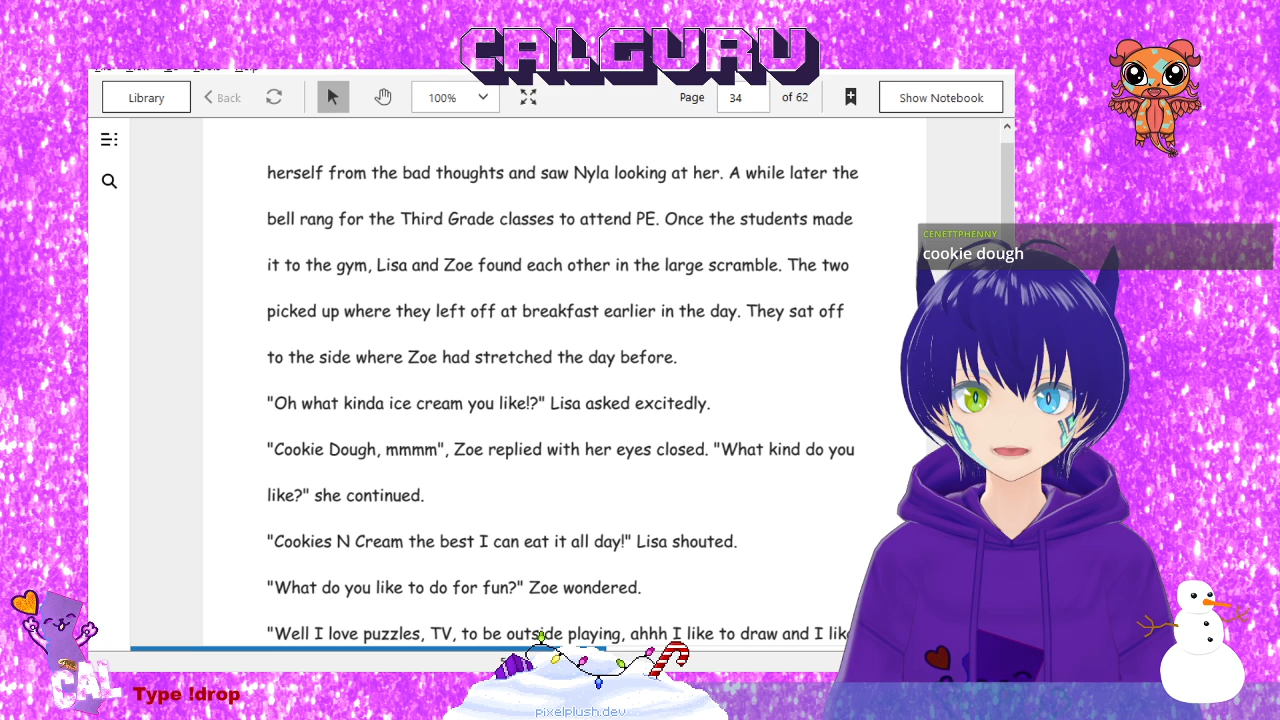 CALGURU
Library
Back
100%
Page 34 of 62
Show Notebook
herself from the bad thoughts and saw Nyla looking at her. A while later the
bell rang for the Third Grade classes to attend PE. Once the students made
it to the gym, Lisa and Zoe found each other in the large scramble. The two
picked up where they left off at breakfast earlier in the day. They sat off
to the side where Zoe had stretched the day before.
"Oh what kinda ice cream you like!?" Lisa asked excitedly.
"Cookie Dough, mmmm", Zoe replied with her eyes closed. "What kind do you
like?" she continued.
"Cookies N Cream the best I can eat it all day!" Lisa shouted.
"What do you like to do for fun?" Zoe wondered.
"Well I love puzzles, TV, to be outside playing, ahhh I like to draw and I like
CENETTPHENNY
cookie dough
CAL
Type !drop
pixelplush.dev